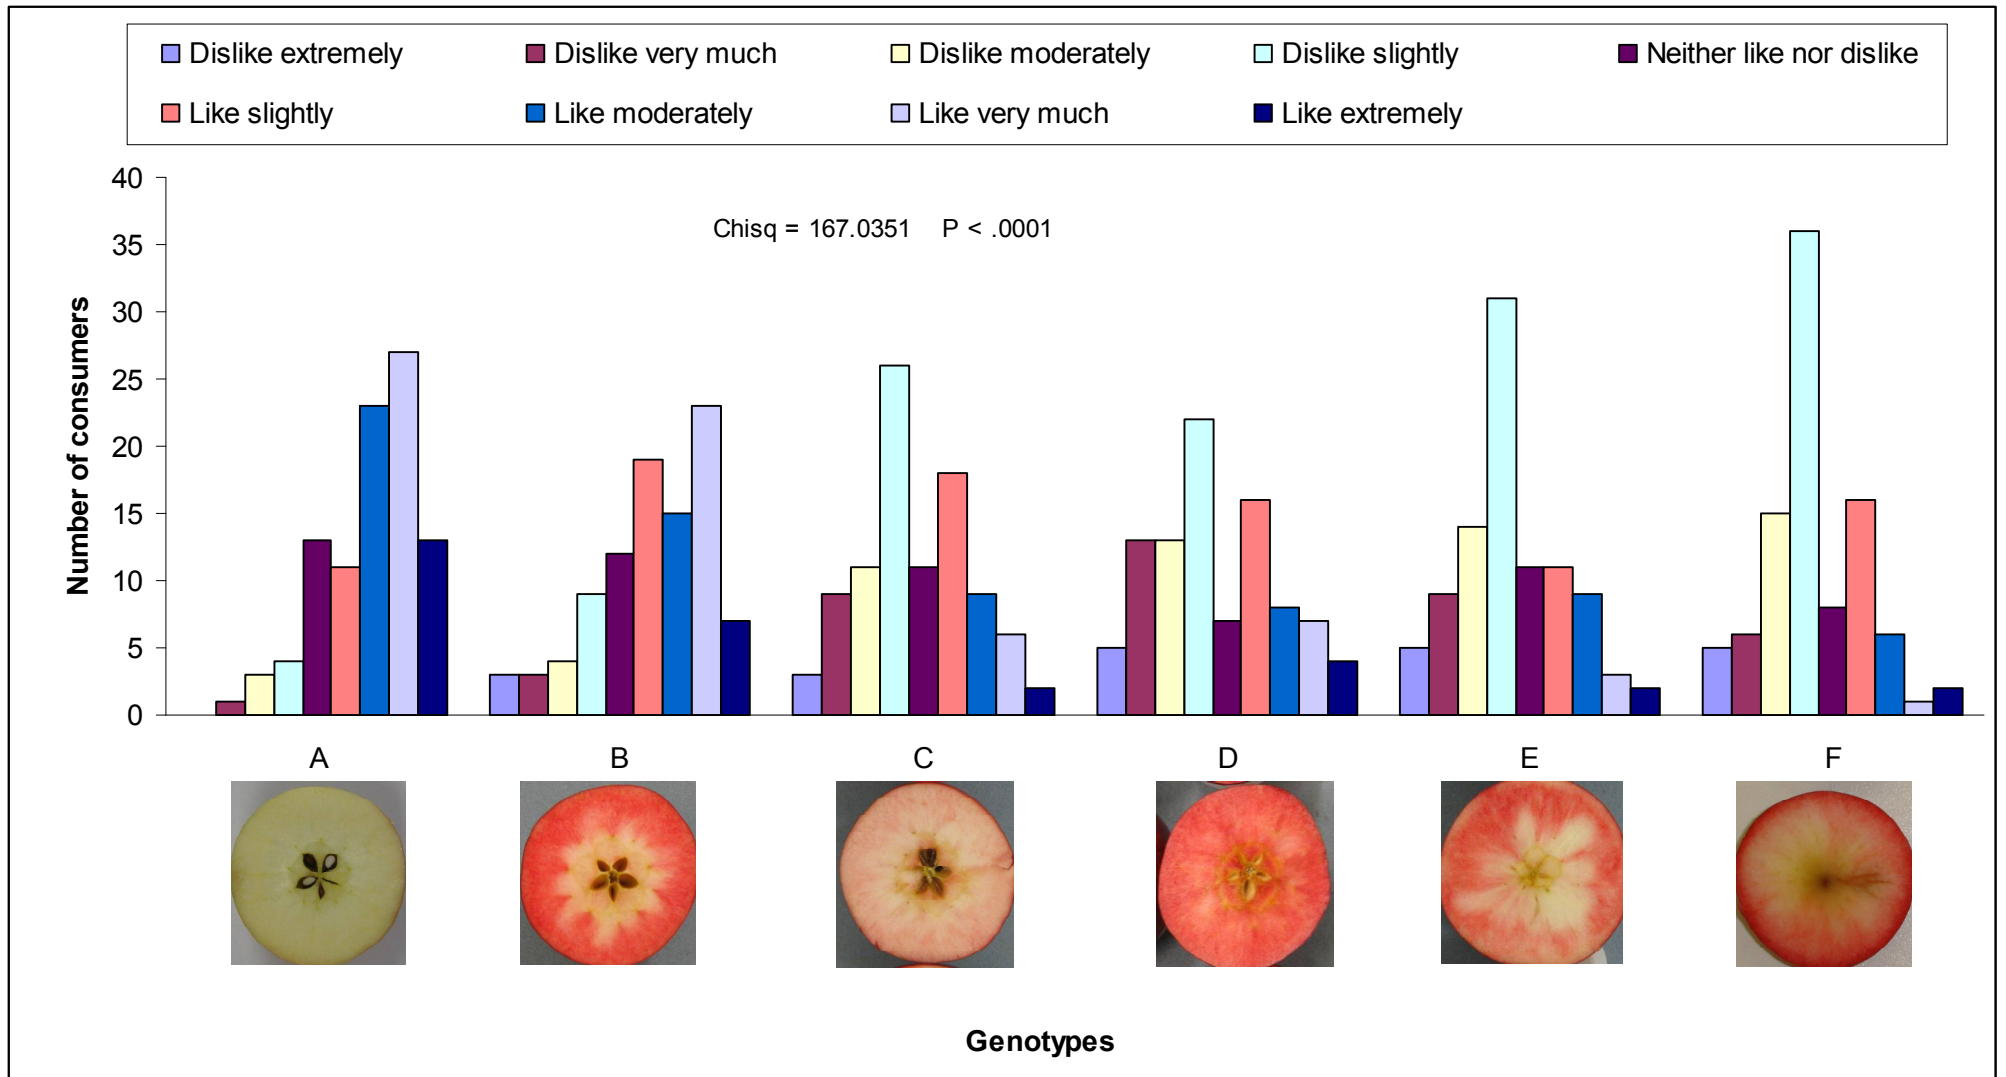 Dislike extremely Dislike very much Dislike moderately Dislike slightly Neither like nor dislike
Like slightly Like moderately Like very much Like extremely
40
Chisq = 167.0351 P < .0001
35
30
25
20
15
10
5
0
Number of consumers
A B C D E F
Genotypes